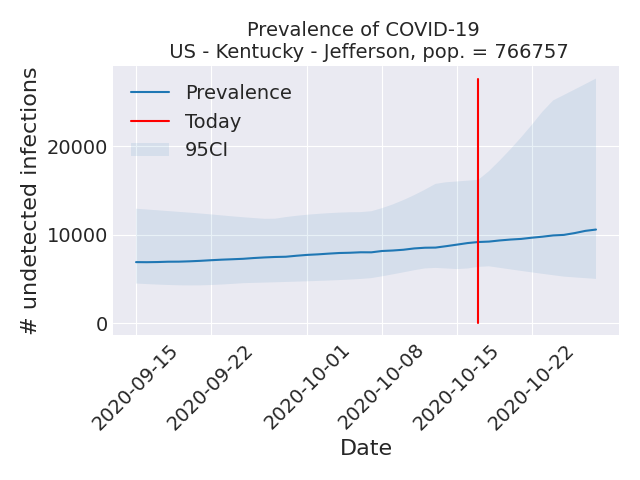 Prevalence of COVID-19
US - Kentucky - Jefferson, pop. = 766757
# undetected infections
20000
10000
0
Prevalence
Today
95CI
2020-09-15
2020-09-22
2020-10-01
2020-10-08
2020-10-15
2020-10-22
Date